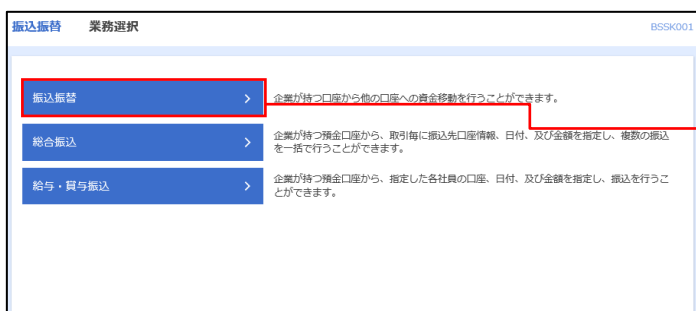 振込振替 業務選択 BSSK001
振込振替 企業が持つ口座から他の口座への資金移動を行うことができます。
総合振込 企業が持つ預金口座から、取引毎に振込先口座情報、日付、及び金額を指定し、複数の振込
を一括で行うことができます。
給与・賞与振込 企業が持つ預金口座から、指定した各社員の口座、日付、及び金額を指定し、振込を行うこ
とができます。